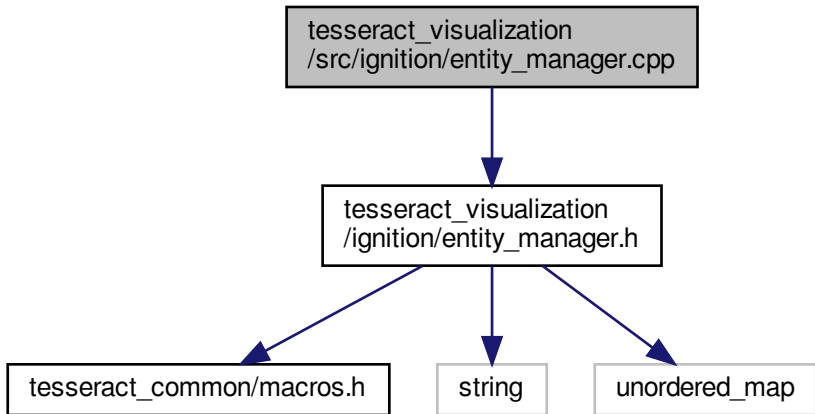 tesseract_visualization
/src/ignition/entity_manager.cpp
tesseract_visualization
/ignition/entity_manager.h
tesseract_common/macros.h
string
unordered_map